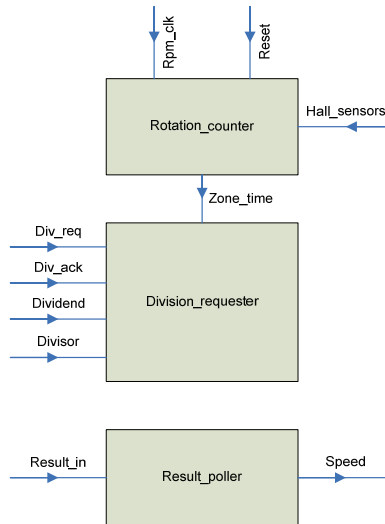 Rpm_clk
Reset
Rotation_counter
Hall_sensors
Zone_time
Div_req
Div_ack
Dividend
Divisor
Division_requester
Result_in
Result_poller
Speed